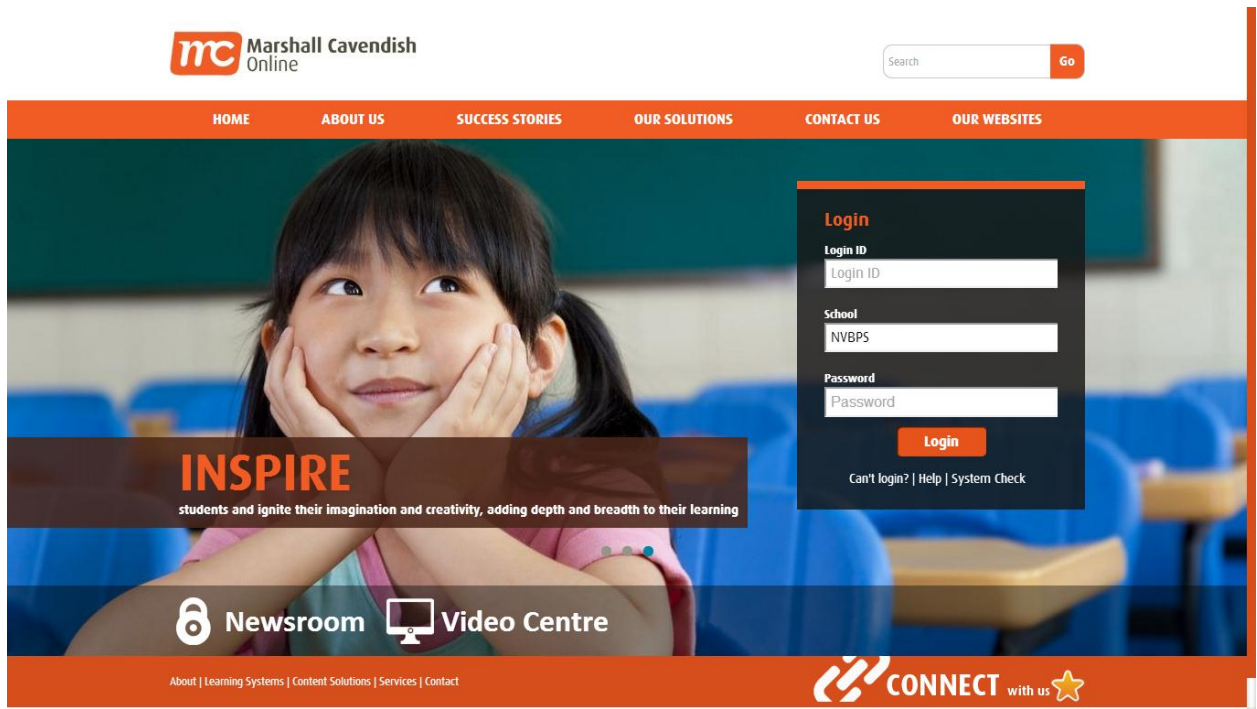 mc Marshall Cavendish
Online
Search Go
HOME ABOUT US SUCCESS STORIES OUR SOLUTIONS CONTACT US OUR WEBSITES
Login
Login ID
Login ID
School
NVBPS
Password
Password
Login
Can't login? | Help | System Check
INSPIRE
students and ignite their imagination and creativity, adding depth and breadth to their learning
Newsroom Video Centre
About | Learning Systems | Content Solutions | Services | Contact
CONNECT with us